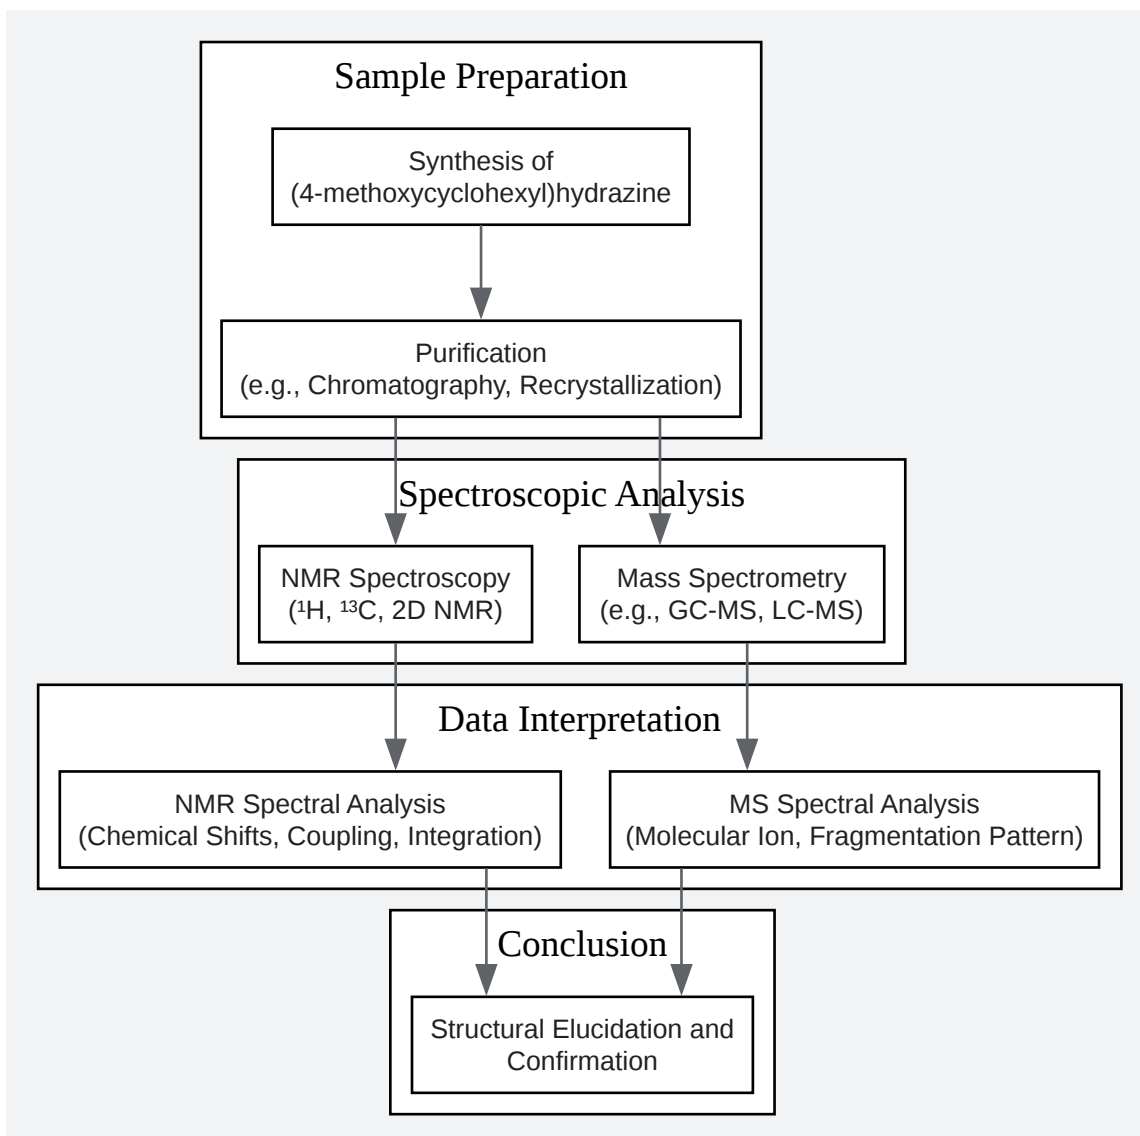 Sample Preparation
Synthesis of
(4-methoxycyclohexyl)hydrazine
Purification
(e.g., Chromatography, Recrystallization)
Spectroscopic Analysis
NMR Spectroscopy
(¹H, ¹³C, 2D NMR)
Mass Spectrometry
(e.g., GC-MS, LC-MS)
Data Interpretation
NMR Spectral Analysis
(Chemical Shifts, Coupling, Integration)
MS Spectral Analysis
(Molecular Ion, Fragmentation Pattern)
Conclusion
Structural Elucidation and
Confirmation